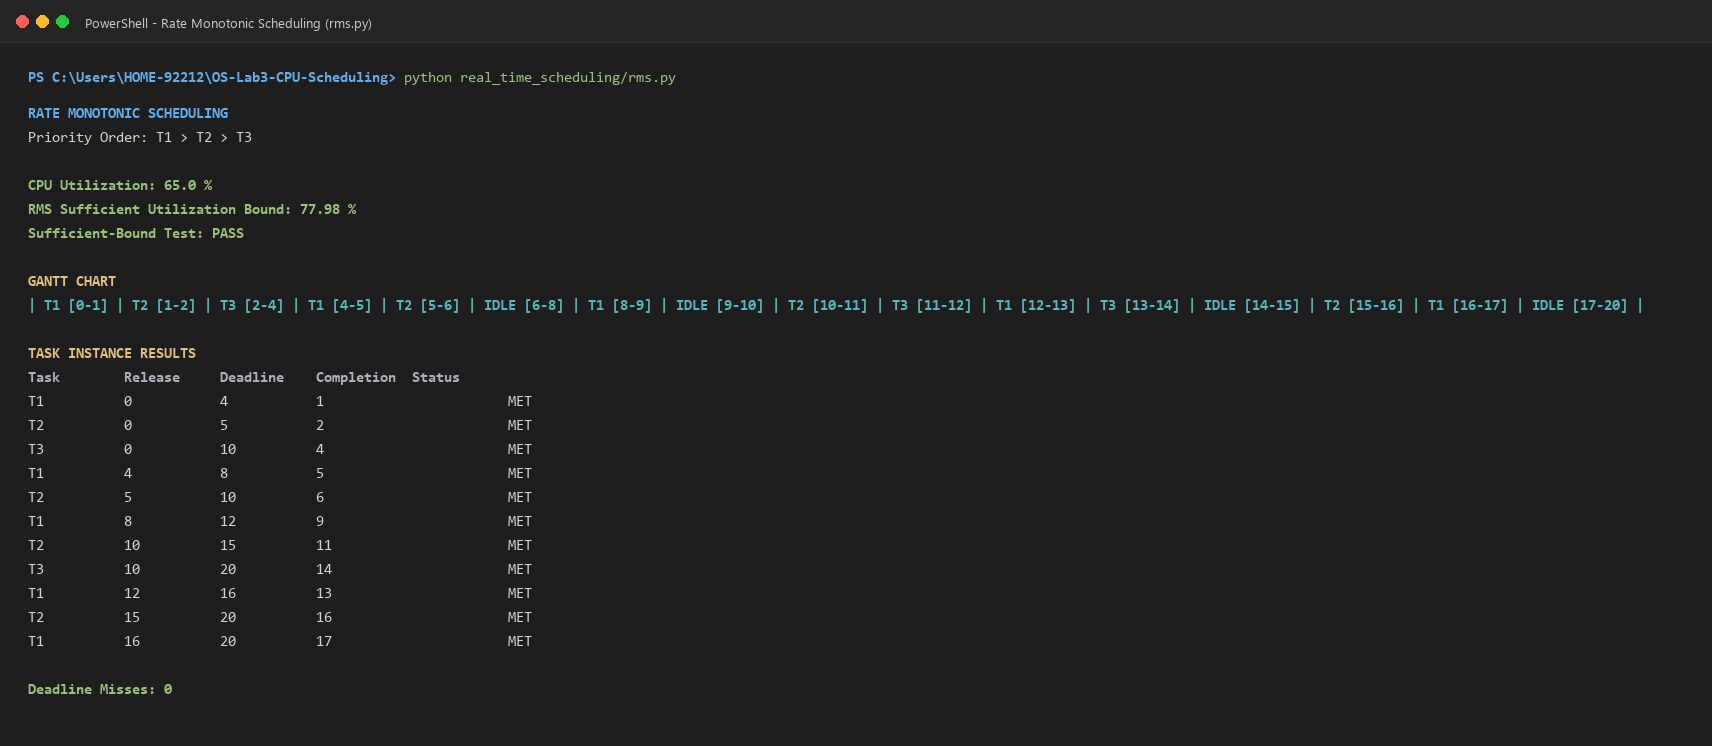 PowerShell - Rate Monotonic Scheduling (rms.py)
PS C:\Users\HOME-92212\OS-Lab3-CPU-Scheduling> python real_time_scheduling/rms.py
RATE MONOTONIC SCHEDULING
Priority Order: T1 > T2 > T3
CPU Utilization: 65.0 %
RMS Sufficient Utilization Bound: 77.98 %
Sufficient-Bound Test: PASS
GANTT CHART
| T1 [0-1] | T2 [1-2] | T3 [2-4] | T1 [4-5] | T2 [5-6] | IDLE [6-8] | T1 [8-9] | IDLE [9-10] | T2 [10-11] | T3 [11-12] | T1 [12-13] | T3 [13-14] | IDLE [14-15] | T2 [15-16] | T1 [16-17] | IDLE [17-20] |
TASK INSTANCE RESULTS
Task Release Deadline Completion Status
T1 0 4 1 MET
T2 0 5 2 MET
T3 0 10 4 MET
T1 4 8 5 MET
T2 5 10 6 MET
T1 8 12 9 MET
T2 10 15 11 MET
T3 10 20 14 MET
T1 12 16 13 MET
T2 15 20 16 MET
T1 16 20 17 MET
Deadline Misses: 0